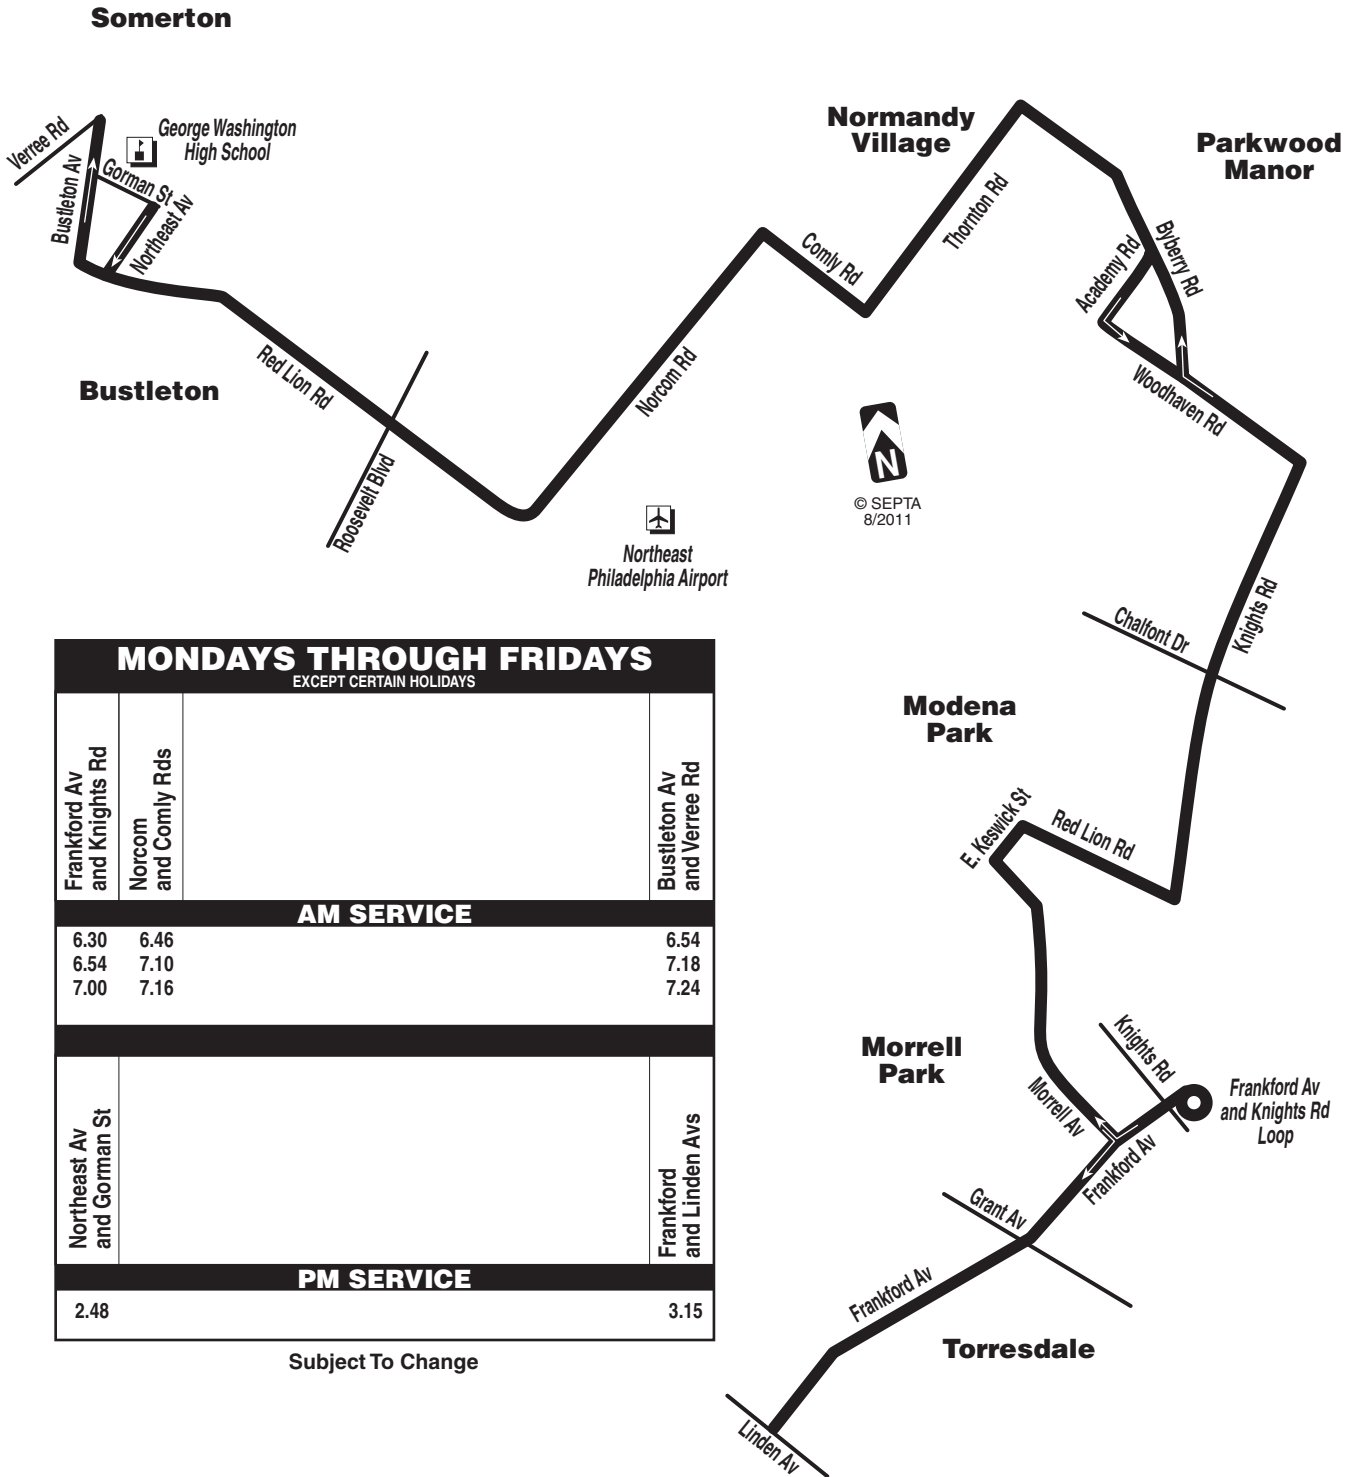 Somerton
Verree Rd
George Washington
High School
Bustleton Av
Gorman St
Northeast Av
Bustleton
Red Lion Rd
Roosevelt Blvd
Norcom Rd
Comly Rd
Normandy
Village
Thornton Rd
Parkwood
Manor
Academy Rd
Byberry Rd
Woodhaven Rd
N
© SEPTA
8/2011
Northeast
Philadelphia Airport
Knights Rd
Chalfont Dr
Modena
Park
E. Keswick St
Red Lion Rd
Morrell
Park
Morrell Av
Knights Rd
Frankford Av
and Knights Rd
Loop
Frankford Av
Grant Av
Frankford Av
Torresdale
Linden Av
MONDAYS THROUGH FRIDAYS
EXCEPT CERTAIN HOLIDAYS
Frankford Av
and Knights Rd
Norcom
and Comly Rds
Bustleton Av
and Verree Rd
AM SERVICE
6.30 6.46 6.54
6.54 7.10 7.18
7.00 7.16 7.24
Northeast Av
and Gorman St
Frankford
and Linden Avs
PM SERVICE
2.48 3.15
Subject To Change